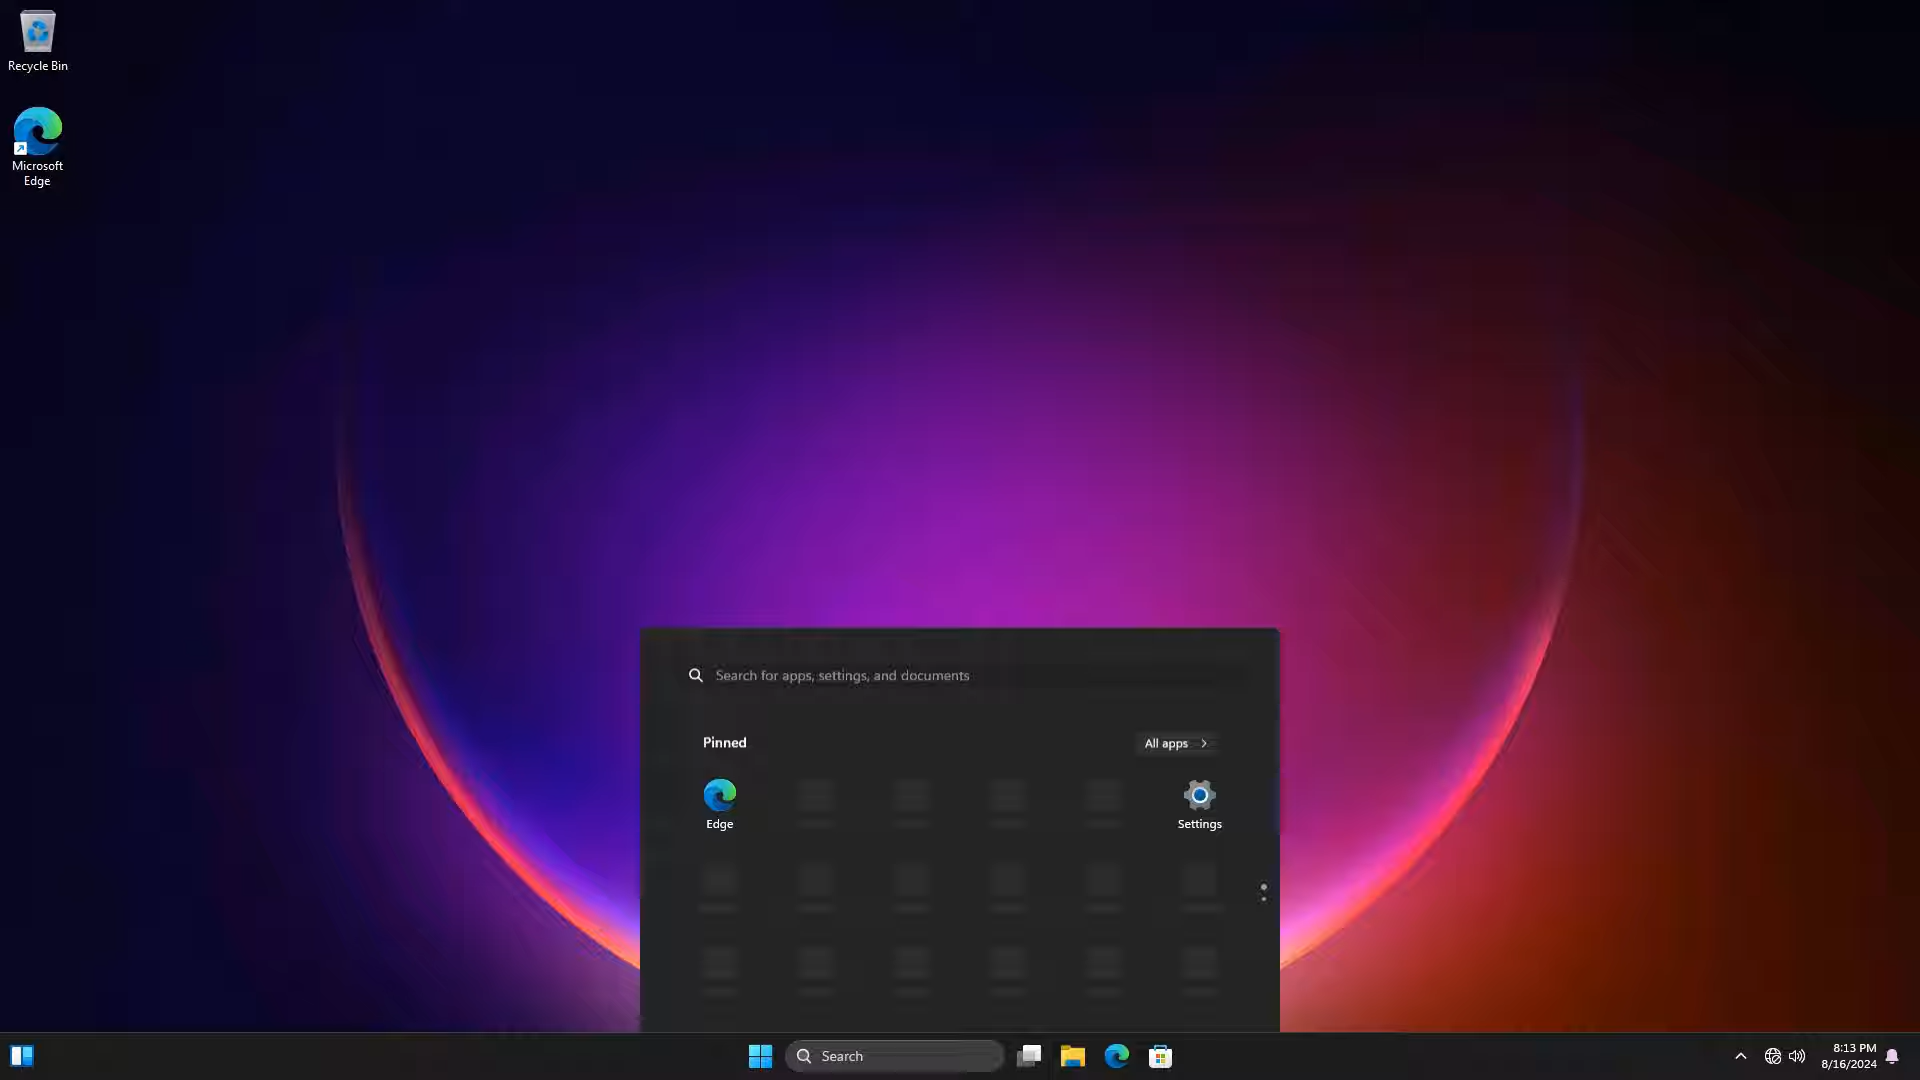 Recycle Bin
Microsoft
Edge
Search for apps, settings, and documents
Pinned
All apps
Edge
Settings
Search
8:13 PM
8/16/2024